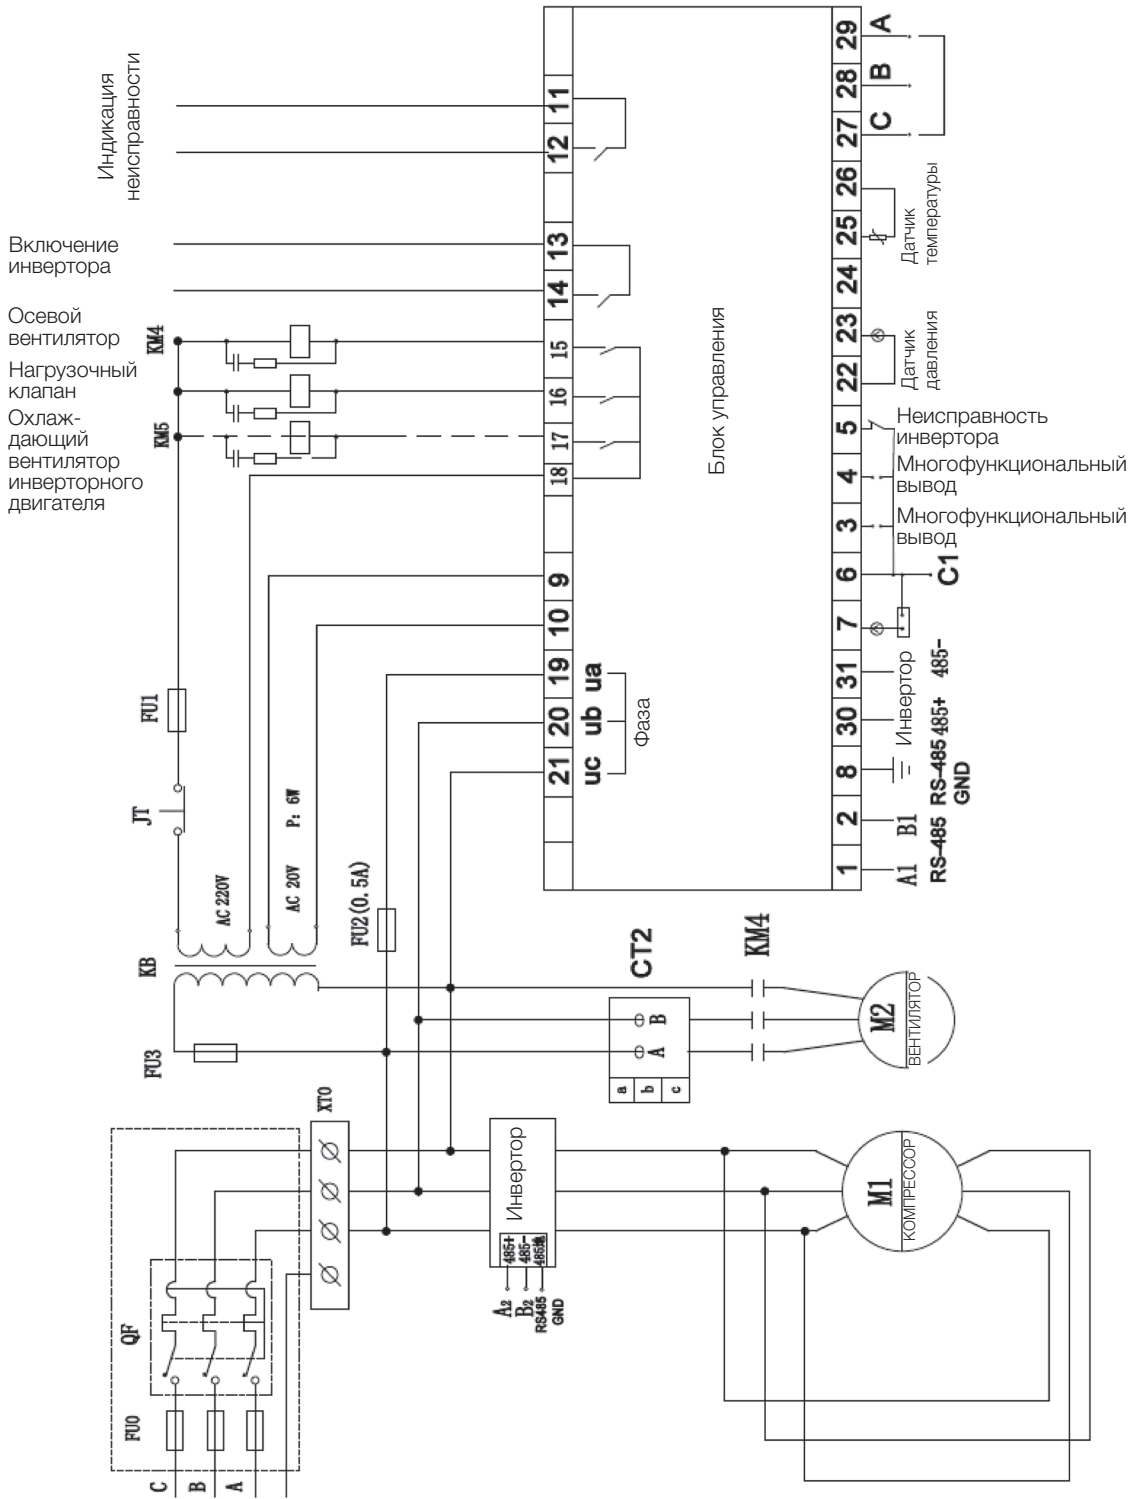 Индикация
неисправности
Включение
инвертора
Осевой
вентилятор
Нагрузочный
клапан
Охлаж-
дающий
вентилятор
инверторного
двигателя
KM4
KM5
FU1
JT
AC 220V
AC 20V
P: 6W
KB
FU2(0.5A)
FU3
XT0
QF
FU0
C
B
A
11
12
13
14
15
16
17
18
9
10
19
20
21
ua
ub
uc
Фаза
Блок управления
29
28
27
26
25
24
23
22
5
4
3
6
7
31
30
8
2
1
A
B
C
Датчик
температуры
Датчик
давления
Неисправность
инвертора
Многофункциональный
вывод
Многофункциональный
вывод
C1
Инвертор
485-
485+
RS-485
GND
B1
A1
RS-485
CT2
B
A
a
b
c
KM4
M2
ВЕНТИЛЯТОР
Инвертор
485+
485-
A2
B2
RS485
GND
M1
КОМПРЕССОР